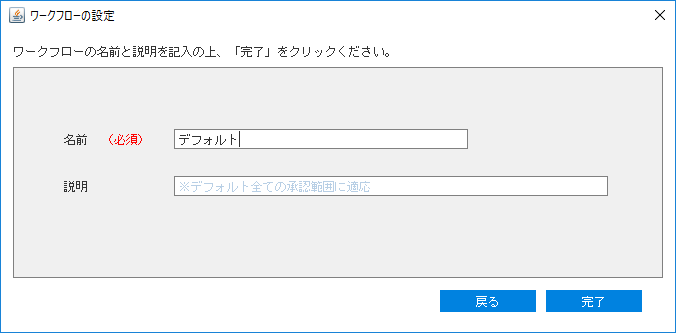 ワークフローの設定
ワークフローの名前と説明を記入の上、「完了」をクリックください。
名前 （必須） デフォルト
説明 ※デフォルト全ての承認範囲に適応
戻る 完了